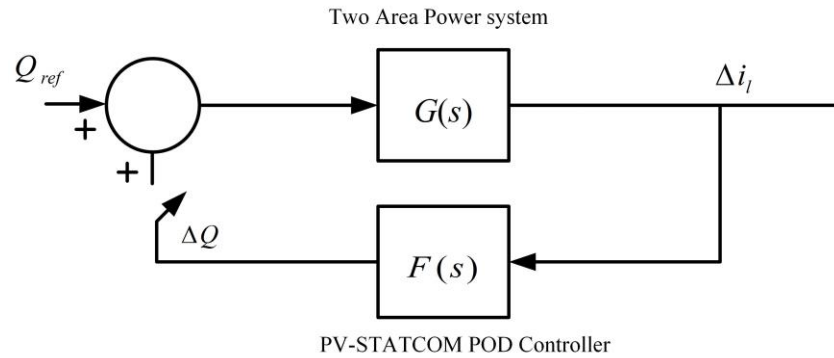 Two Area Power system
Q_ref
+
+
G(s)
Δi_l
ΔQ
F(s)
PV-STATCOM POD Controller